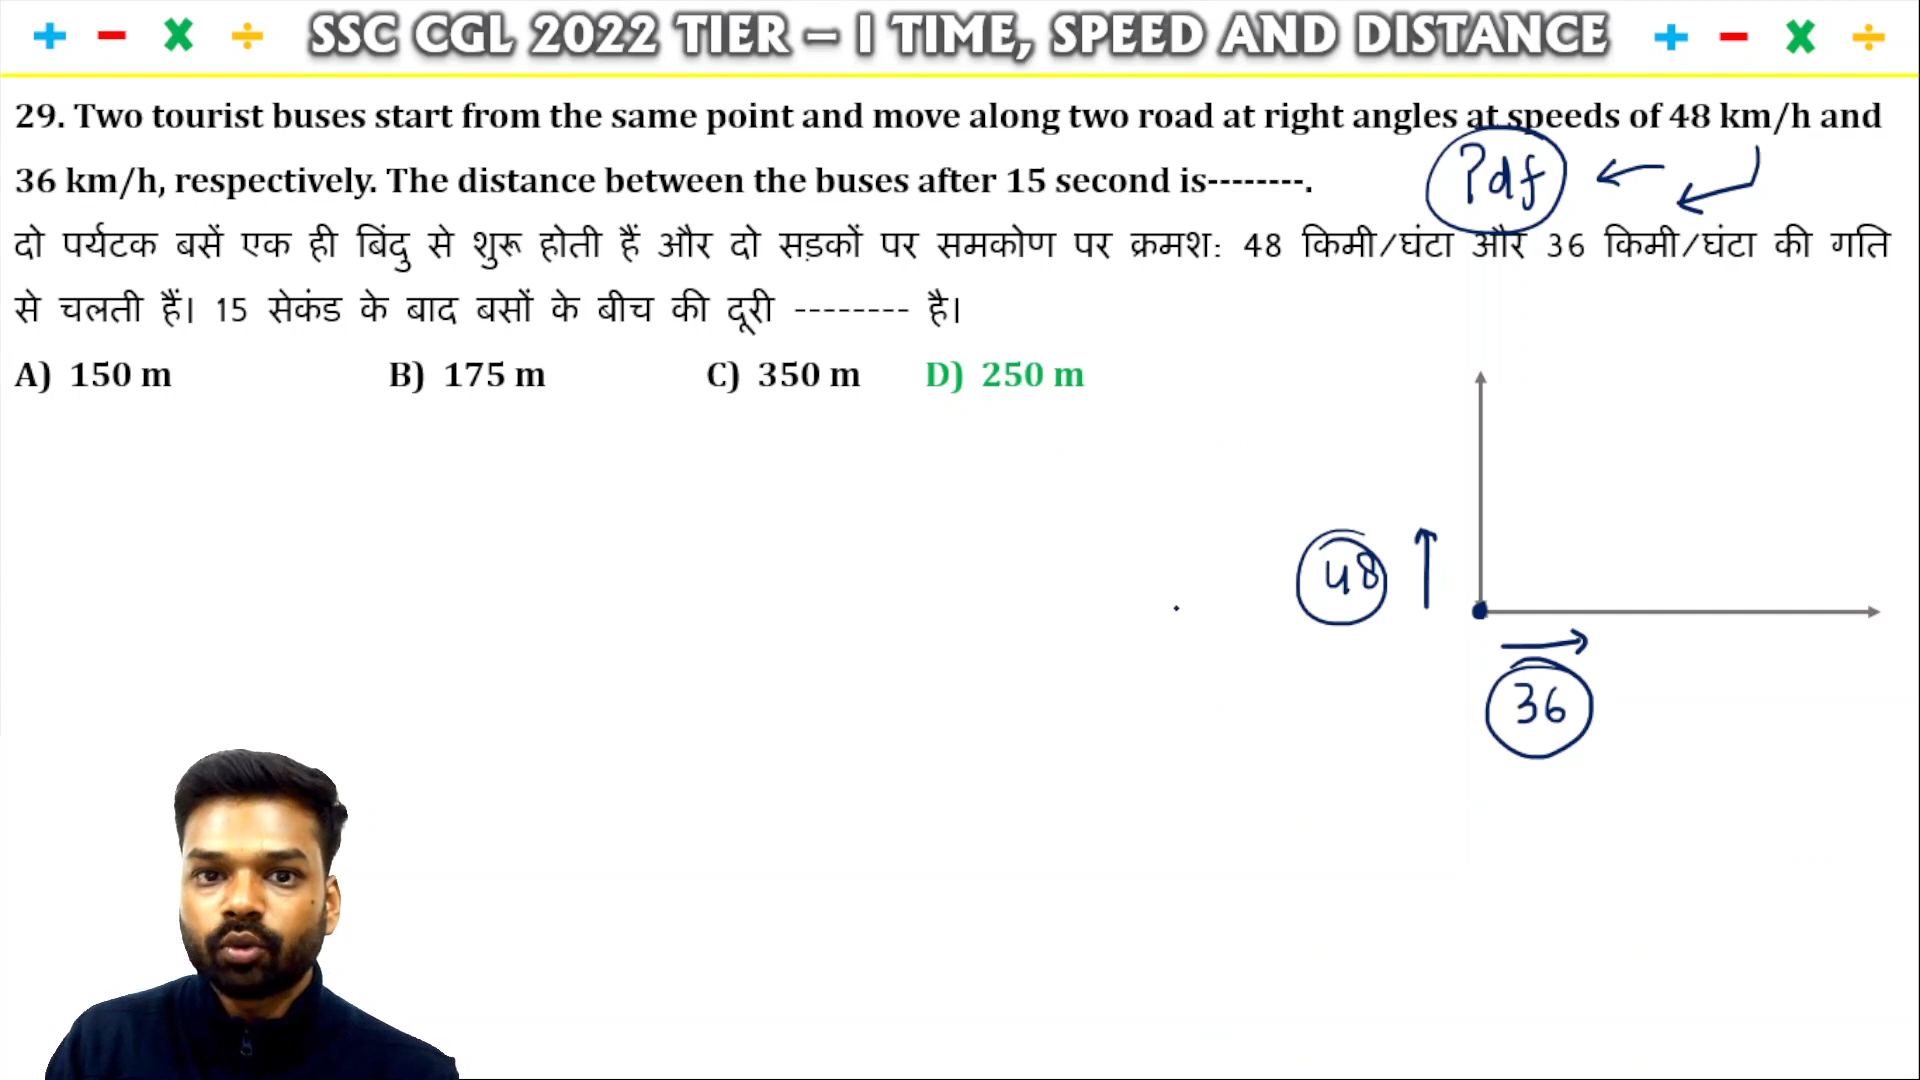 SSC CGL 2022 TIER – I TIME, SPEED AND DISTANCE
29. Two tourist buses start from the same point and move along two road at right angles at speeds of 48 km/h and
36 km/h, respectively. The distance between the buses after 15 second is--------.
Pdf
दो पर्यटक बसें एक ही बिंदु से शुरू होती हैं और दो सड़कों पर समकोण पर क्रमश: 48 किमी/घंटा और 36 किमी/घंटा की गति
से चलती हैं। 15 सेकंड के बाद बसों के बीच की दूरी -------- है।
A) 150 m B) 175 m C) 350 m D) 250 m
48
36